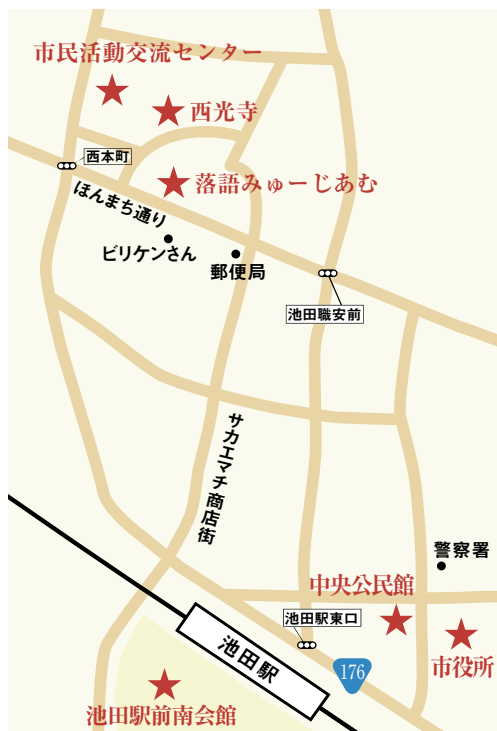 市民活動交流センター
西光寺
西本町
落語みゅーじあむ
ほんまち通り
ビリケンさん
郵便局
池田職安前
サカエマチ商店街
警察署
中央公民館
池田駅東口
池田駅
176
市役所
池田駅前南会館